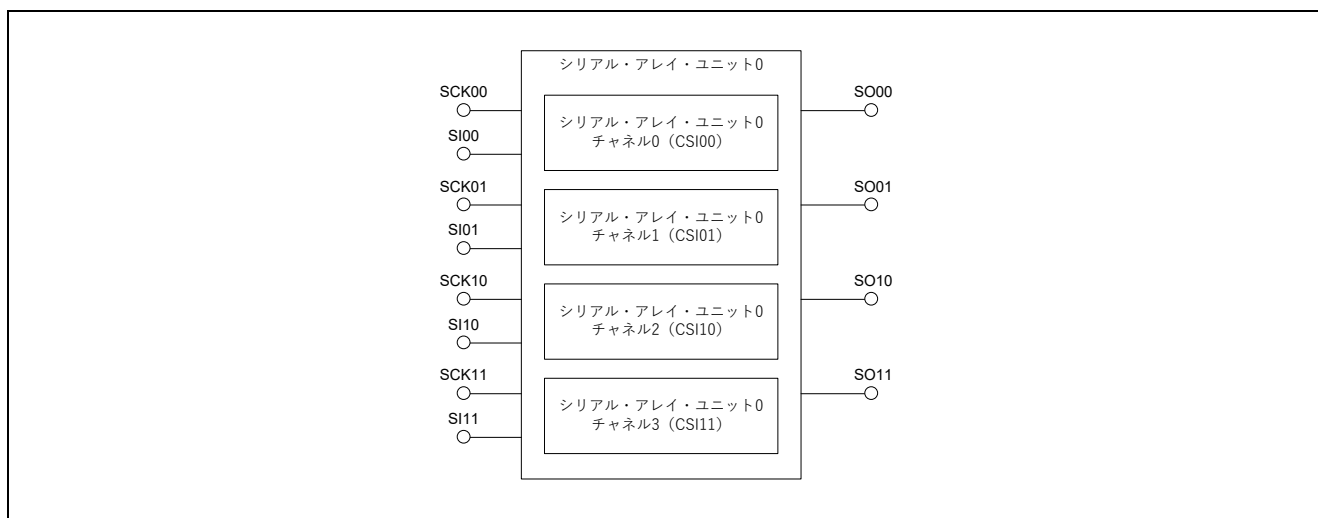 シリアル・アレイ・ユニット0
SCK00
SO00
シリアル・アレイ・ユニット0
チャネル0（CSI00）
SI00
SCK01
SO01
シリアル・アレイ・ユニット0
チャネル1（CSI01）
SI01
SCK10
SO10
シリアル・アレイ・ユニット0
チャネル2（CSI10）
SI10
SCK11
SO11
シリアル・アレイ・ユニット0
チャネル3（CSI11）
SI11